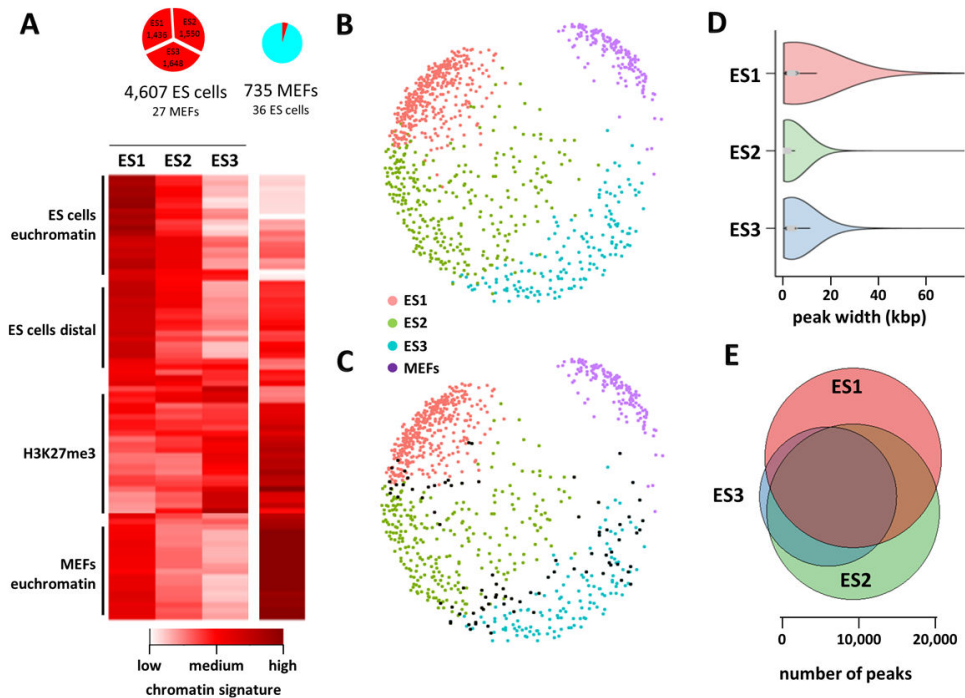 A
ES1
1,436
ES2
1,550
ES3
1,648
4,607 ES cells
27 MEFs
735 MEFs
36 ES cells
ES1 ES2 ES3
ES cells
euchromatin
ES cells distal
H3K27me3
MEFs
euchromatin
low medium high
chromatin signature
B
ES1
ES2
ES3
MEFs
C
D
ES1
ES2
ES3
0 20 40 60
peak width (kbp)
E
ES1
ES3
ES2
0 10,000 20,000
number of peaks